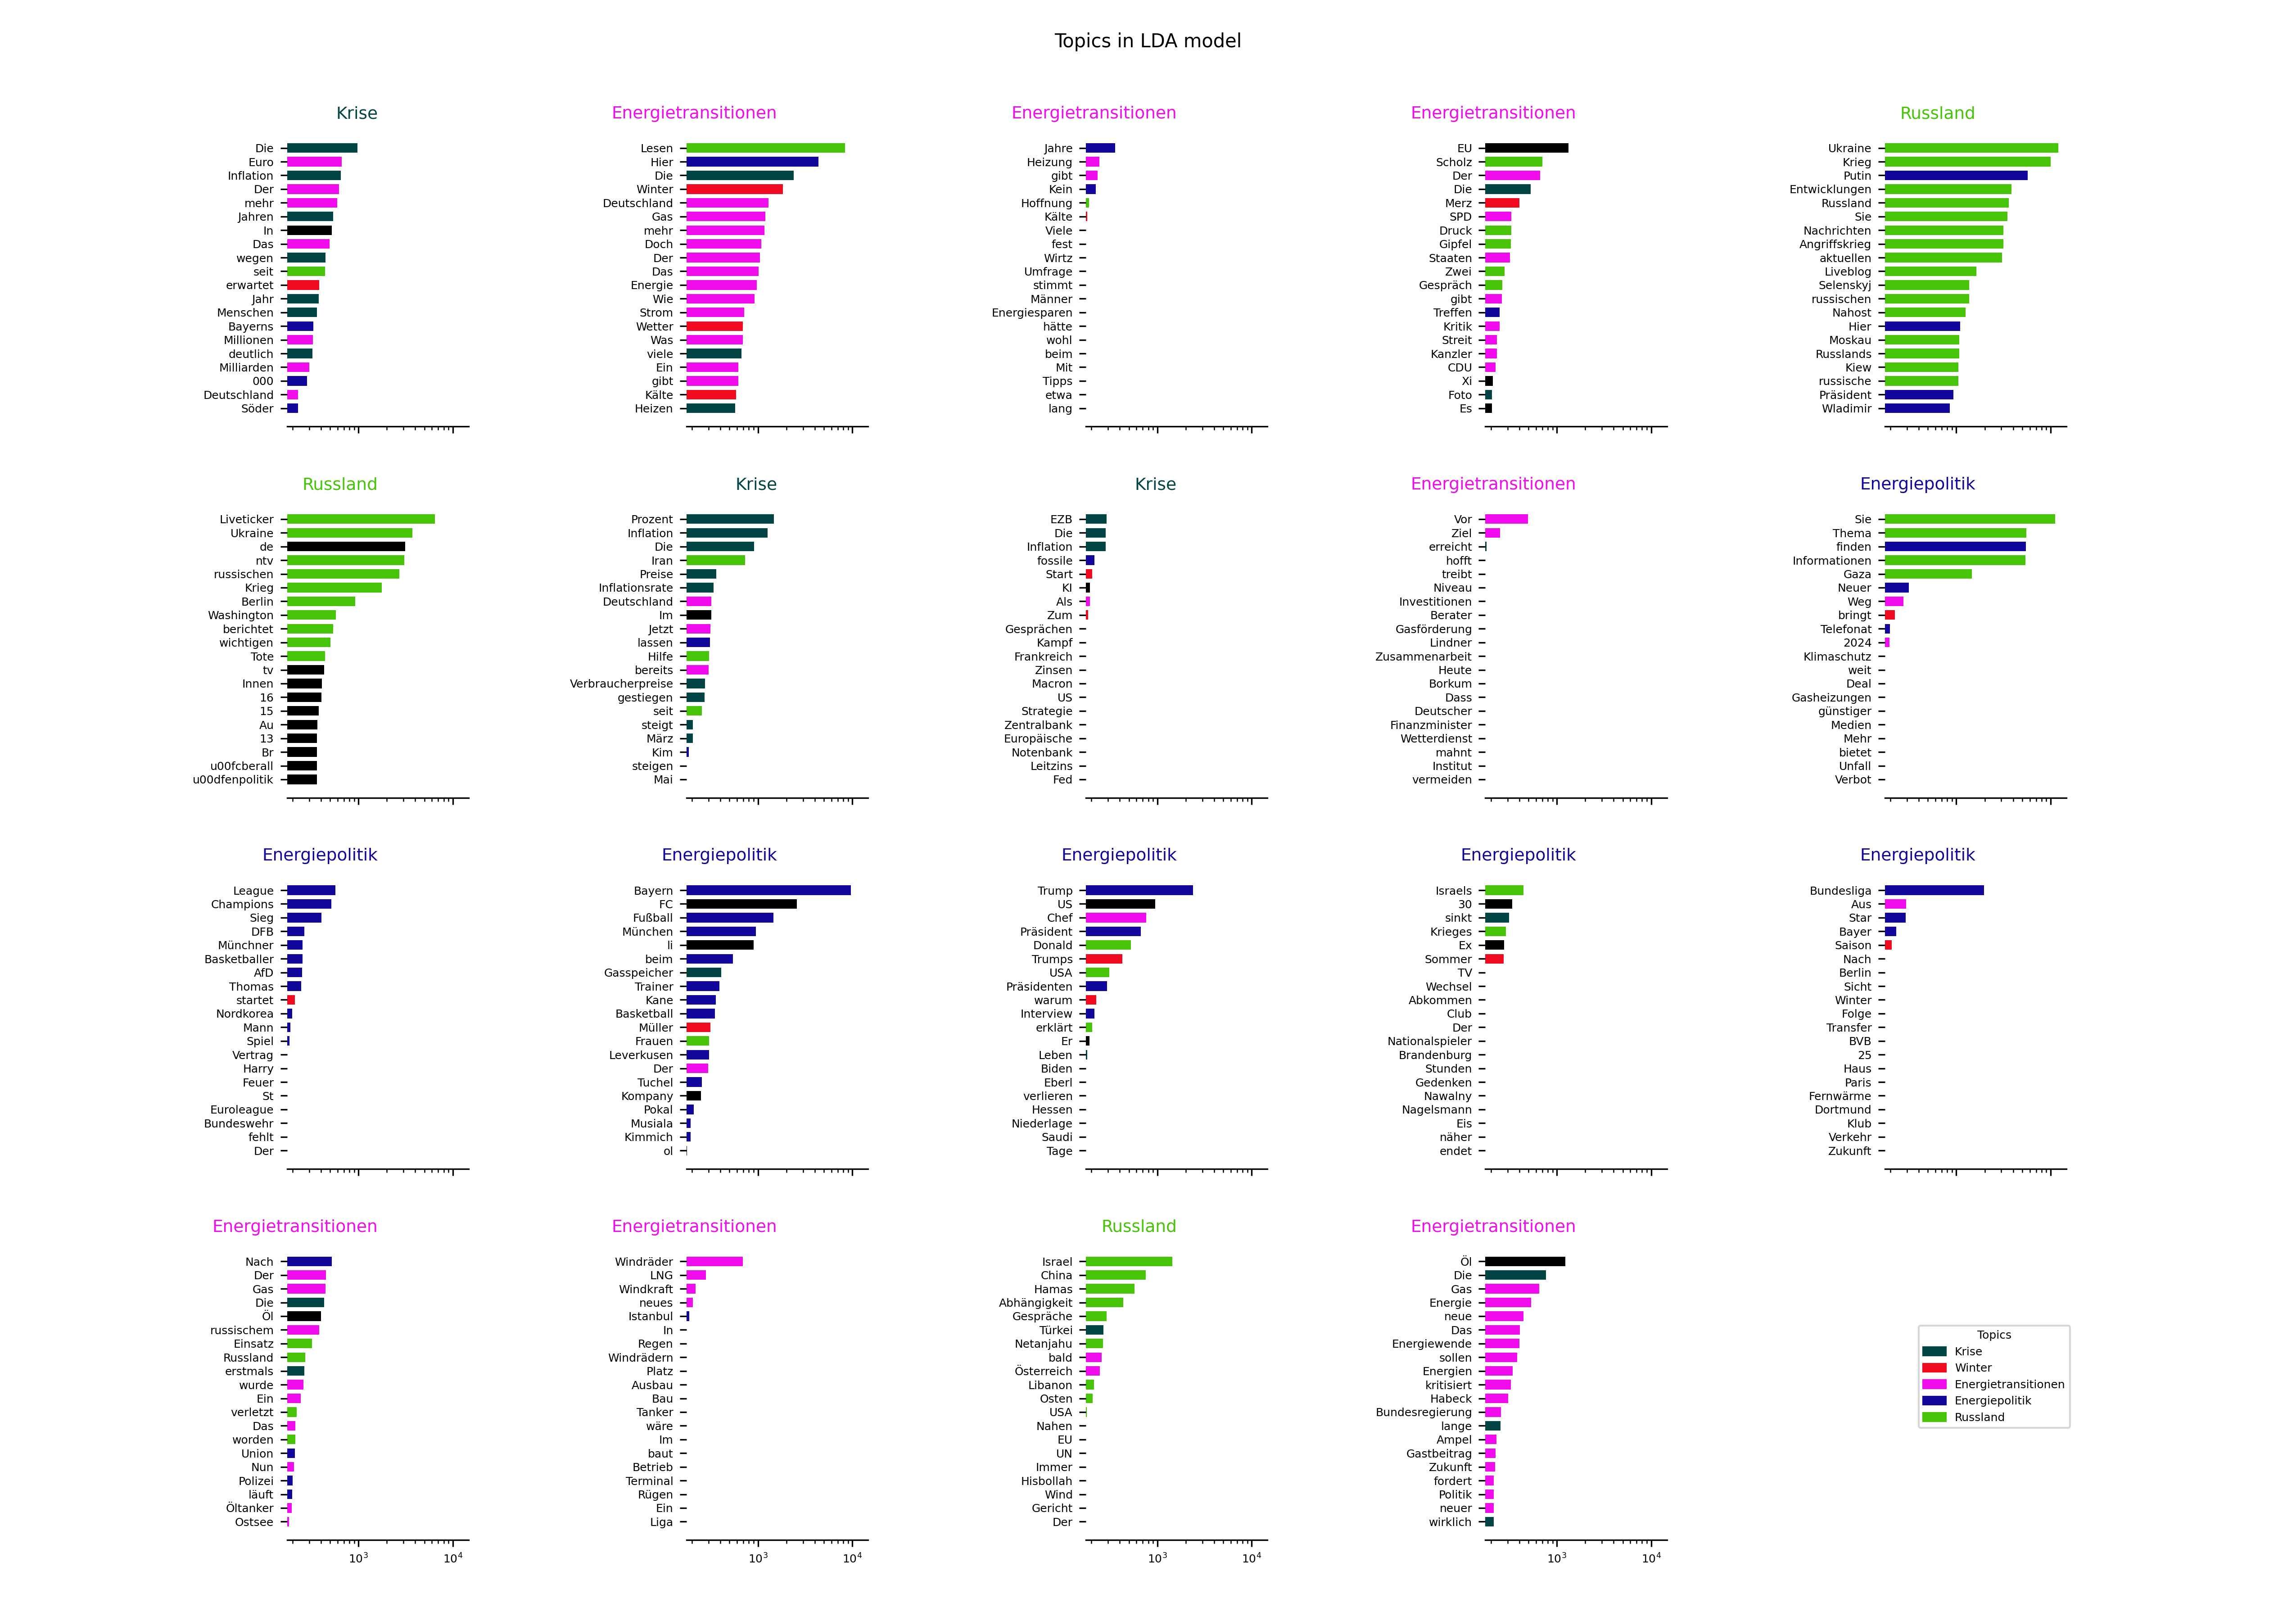 Topics in LDA model
Krise
Die
Euro
Inflation
Der
mehr
Jahren
In
Das
wegen
seit
erwartet
Jahr
Menschen
Bayerns
Millionen
deutlich
Milliarden
000
Deutschland
Söder
Energietransitionen
Lesen
Hier
Die
Winter
Deutschland
Gas
mehr
Doch
Der
Das
Energie
Wie
Strom
Wetter
Was
viele
Ein
gibt
Kälte
Heizen
Energietransitionen
Jahre
Heizung
gibt
Kein
Hoffnung
Kälte
Viele
fest
Wirtz
Umfrage
stimmt
Männer
Energiesparen
hätte
wohl
beim
Mit
Tipps
etwa
lang
Energietransitionen
EU
Scholz
Der
Die
Merz
SPD
Druck
Gipfel
Staaten
Zwei
Gespräch
gibt
Treffen
Kritik
Streit
Kanzler
CDU
Xi
Foto
Es
Russland
Ukraine
Krieg
Putin
Entwicklungen
Russland
Sie
Nachrichten
Angriffskrieg
aktuellen
Liveblog
Selenskyj
russischen
Nahost
Hier
Moskau
Russlands
Kiew
russische
Präsident
Wladimir
Russland
Liveticker
Ukraine
de
ntv
russischen
Krieg
Berlin
Washington
berichtet
wichtigen
Tote
tv
Innen
16
15
Au
13
Br
u00fcberall
u00dfenpolitik
Krise
Prozent
Inflation
Die
Iran
Preise
Inflationsrate
Deutschland
Im
Jetzt
lassen
Hilfe
bereits
Verbraucherpreise
gestiegen
seit
steigt
März
Kim
steigen
Mai
Krise
EZB
Die
Inflation
fossile
Start
KI
Als
Zum
Gesprächen
Kampf
Frankreich
Zinsen
Macron
US
Strategie
Zentralbank
Europäische
Notenbank
Leitzins
Fed
Energietransitionen
Vor
Ziel
erreicht
hofft
treibt
Niveau
Investitionen
Berater
Gasförderung
Lindner
Zusammenarbeit
Heute
Borkum
Dass
Deutscher
Finanzminister
Wetterdienst
mahnt
Institut
vermeiden
Energiepolitik
Sie
Thema
finden
Informationen
Gaza
Neuer
Weg
bringt
Telefonat
2024
Klimaschutz
weit
Deal
Gasheizungen
günstiger
Medien
Mehr
bietet
Unfall
Verbot
Energiepolitik
League
Champions
Sieg
DFB
Münchner
Basketballer
AfD
Thomas
startet
Nordkorea
Mann
Spiel
Vertrag
Harry
Feuer
St
Euroleague
Bundeswehr
fehlt
Der
Energiepolitik
Bayern
FC
Fußball
München
li
beim
Gasspeicher
Trainer
Kane
Basketball
Müller
Frauen
Leverkusen
Der
Tuchel
Kompany
Pokal
Musiala
Kimmich
ol
Energiepolitik
Trump
US
Chef
Präsident
Donald
Trumps
USA
Präsidenten
warum
Interview
erklärt
Er
Leben
Biden
Eberl
verlieren
Hessen
Niederlage
Saudi
Tage
Energiepolitik
Israels
30
sinkt
Krieges
Ex
Sommer
TV
Wechsel
Abkommen
Club
Der
Nationalspieler
Brandenburg
Stunden
Gedenken
Nawalny
Nagelsmann
Eis
näher
endet
Energiepolitik
Bundesliga
Aus
Star
Bayer
Saison
Nach
Berlin
Sicht
Winter
Folge
Transfer
BVB
25
Haus
Paris
Fernwärme
Dortmund
Klub
Verkehr
Zukunft
Energietransitionen
Nach
Der
Gas
Die
Öl
russischem
Einsatz
Russland
erstmals
wurde
Ein
verletzt
Das
worden
Union
Nun
Polizei
läuft
Öltanker
Ostsee
10³ 10⁴
Energietransitionen
Windräder
LNG
Windkraft
neues
Istanbul
In
Regen
Windrädern
Platz
Ausbau
Bau
Tanker
wäre
Im
baut
Betrieb
Terminal
Rügen
Ein
Liga
10³ 10⁴
Russland
Israel
China
Hamas
Abhängigkeit
Gespräche
Türkei
Netanjahu
bald
Österreich
Libanon
Osten
USA
Nahen
EU
UN
Immer
Hisbollah
Wind
Gericht
Der
10³ 10⁴
Energietransitionen
Öl
Die
Gas
Energie
neue
Das
Energiewende
sollen
Energien
kritisiert
Habeck
Bundesregierung
lange
Ampel
Gastbeitrag
Zukunft
fordert
Politik
neuer
wirklich
10³ 10⁴
Topics
Krise
Winter
Energietransitionen
Energiepolitik
Russland